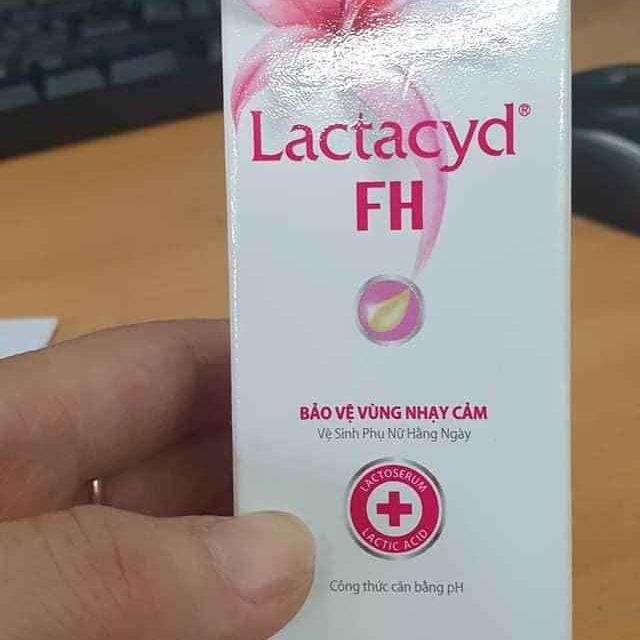 Lactacyd®
FH
BẢO VỆ VÙNG NHẠY CẢM
Vệ Sinh Phụ Nữ Hằng Ngày
LACTOSERUM
LACTIC ACID
Công thức cân bằng pH